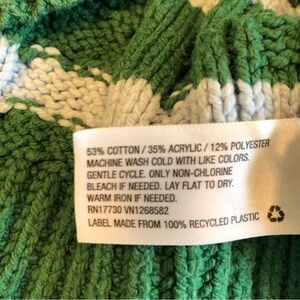 53% COTTON / 35% ACRYLIC / 12% POLYESTER
MACHINE WASH COLD WITH LIKE COLORS.
GENTLE CYCLE. ONLY NON-CHLORINE
BLEACH IF NEEDED. LAY FLAT TO DRY.
WARM IRON IF NEEDED.
RN17730 VN1268582
LABEL MADE FROM 100% RECYCLED PLASTIC